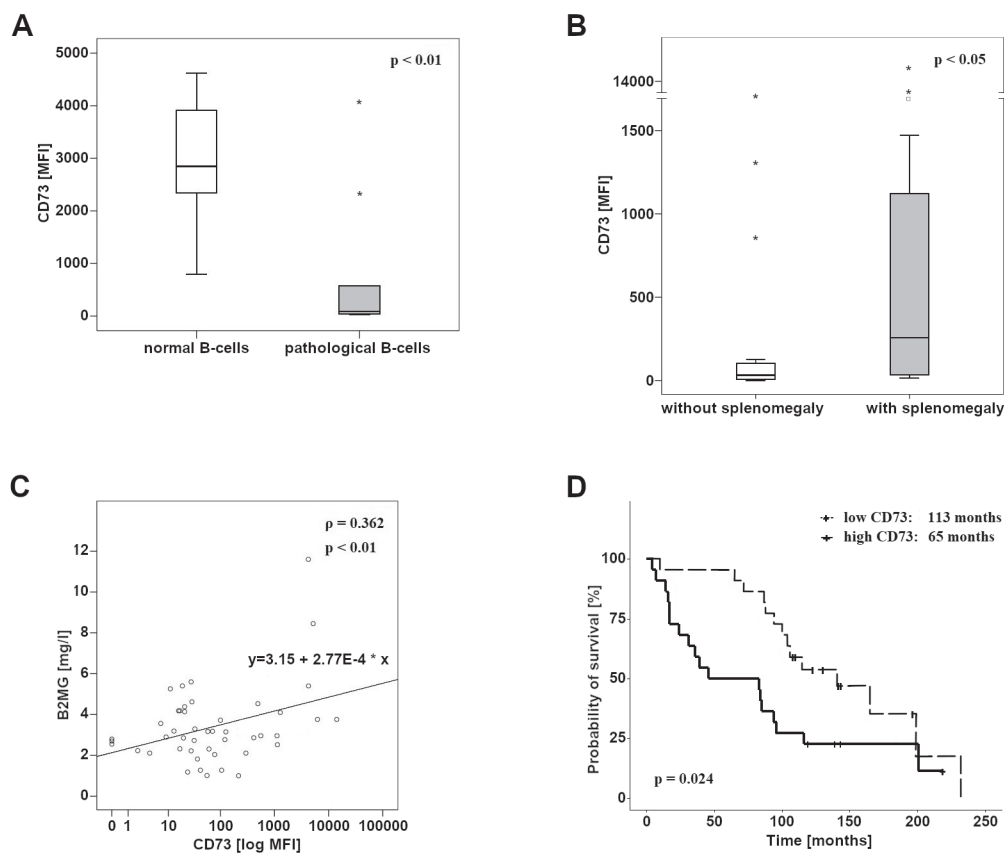 A
p < 0.01
5000
4000
3000
2000
1000
0
CD73 [MFI]
normal B-cells
pathological B-cells
B
p < 0.05
14000
1500
1000
500
0
CD73 [MFI]
without splenomegaly
with splenomegaly
C
ρ = 0.362
p < 0.01
y=3.15 + 2.77E-4 * x
12
10
8
6
4
2
0
B2MG [mg/l]
0 1 10 100 1000 10000 100000
CD73 [log MFI]
D
low CD73: 113 months
high CD73: 65 months
100
75
50
25
0
Probability of survival [%]
p = 0.024
0 50 100 150 200 250
Time [months]